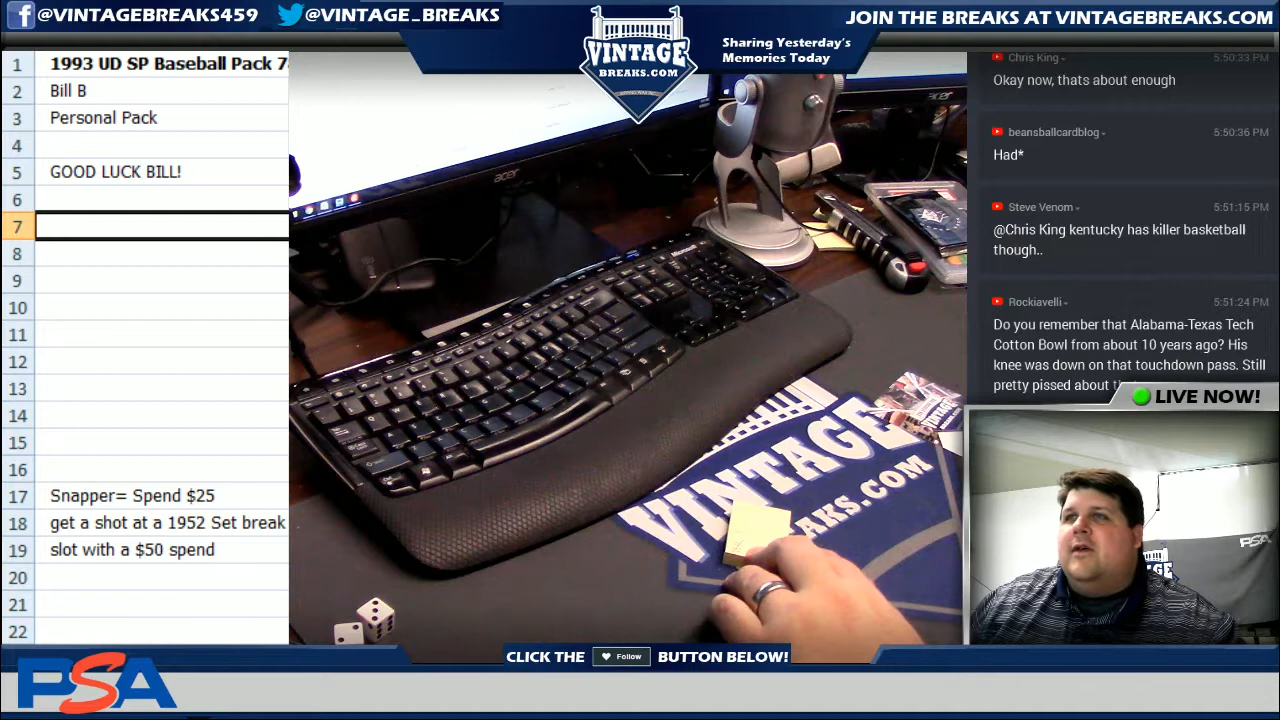 @VINTAGEBREAKS459
@VINTAGE_BREAKS
VINTAGE
BREAKS.COM
Sharing Yesterday's
Memories Today
JOIN THE BREAKS AT VINTAGEBREAKS.COM
1 1993 UD SP Baseball Pack 7
2 Bill B
3 Personal Pack
4
5 GOOD LUCK BILL!
6
7
8
9
10
11
12
13
14
15
16
17 Snapper= Spend $25
18 get a shot at a 1952 Set break
19 slot with a $50 spend
20
21
22
acer
acer
Microsoft
VINTAGE
BREAKS.COM
VINTAGE
Chris King 5:50:33 PM
Okay now, thats about enough
beansballcardblog 5:50:36 PM
Had*
Steve Venom 5:51:15 PM
@Chris King kentucky has killer basketball
though..
Rockiavelli 5:51:24 PM
Do you remember that Alabama-Texas Tech
Cotton Bowl from about 10 years ago? His
knee was down on that touchdown pass. Still
pretty pissed about
LIVE NOW!
PSA
CLICK THE Follow BUTTON BELOW!
PSA